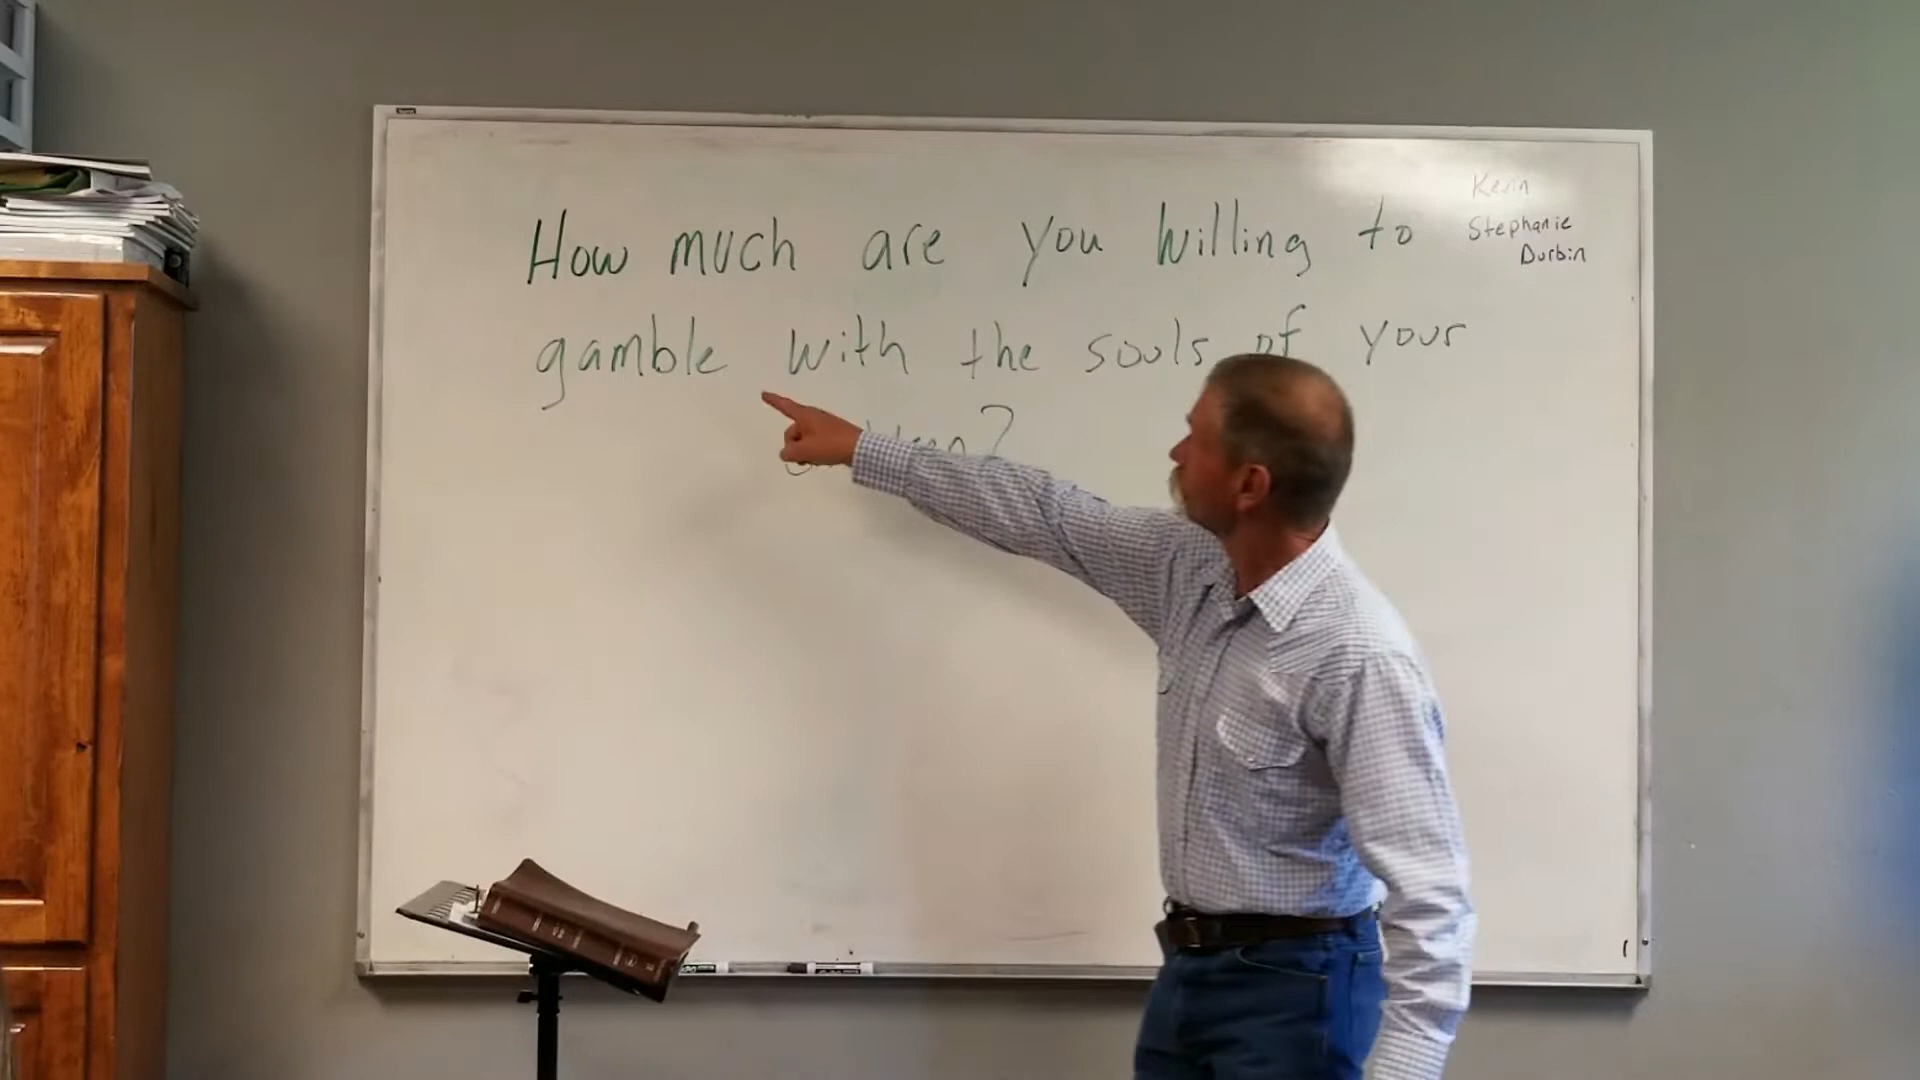 How much are you willing to
gamble with the souls of your
Kevin
Stephanie
Durbin